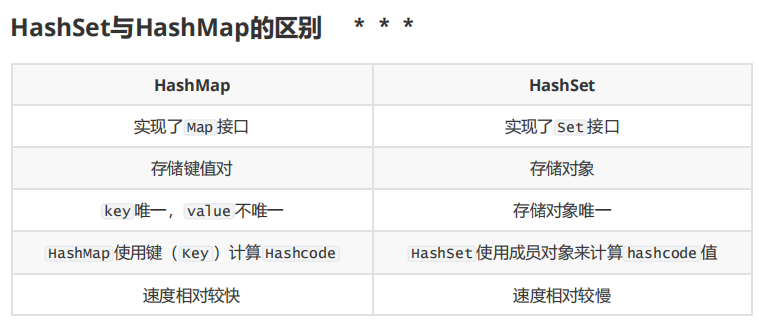 HashSet与HashMap的区别 * * *
HashMap HashSet
实现了Map接口 实现了Set接口
存储键值对 存储对象
key唯一，value不唯一 存储对象唯一
HashMap使用键（Key）计算Hashcode HashSet使用成员对象来计算hashcode值
速度相对较快 速度相对较慢